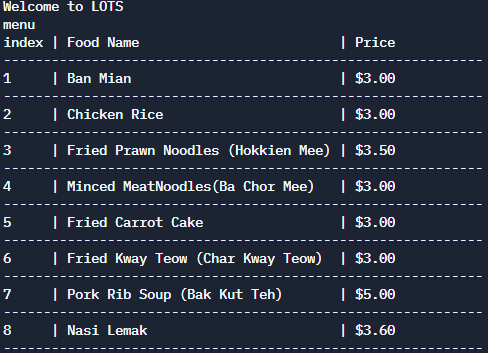 Welcome to LOTS
menu
index | Food Name                         | Price
------------------------------------------------------------
1     | Ban Mian                          | $3.00
------------------------------------------------------------
2     | Chicken Rice                      | $3.00
------------------------------------------------------------
3     | Fried Prawn Noodles (Hokkien Mee) | $3.50
------------------------------------------------------------
4     | Minced MeatNoodles(Ba Chor Mee)   | $3.00
------------------------------------------------------------
5     | Fried Carrot Cake                 | $3.00
------------------------------------------------------------
6     | Fried Kway Teow (Char Kway Teow)  | $3.00
------------------------------------------------------------
7     | Pork Rib Soup (Bak Kut Teh)       | $5.00
------------------------------------------------------------
8     | Nasi Lemak                        | $3.60
------------------------------------------------------------